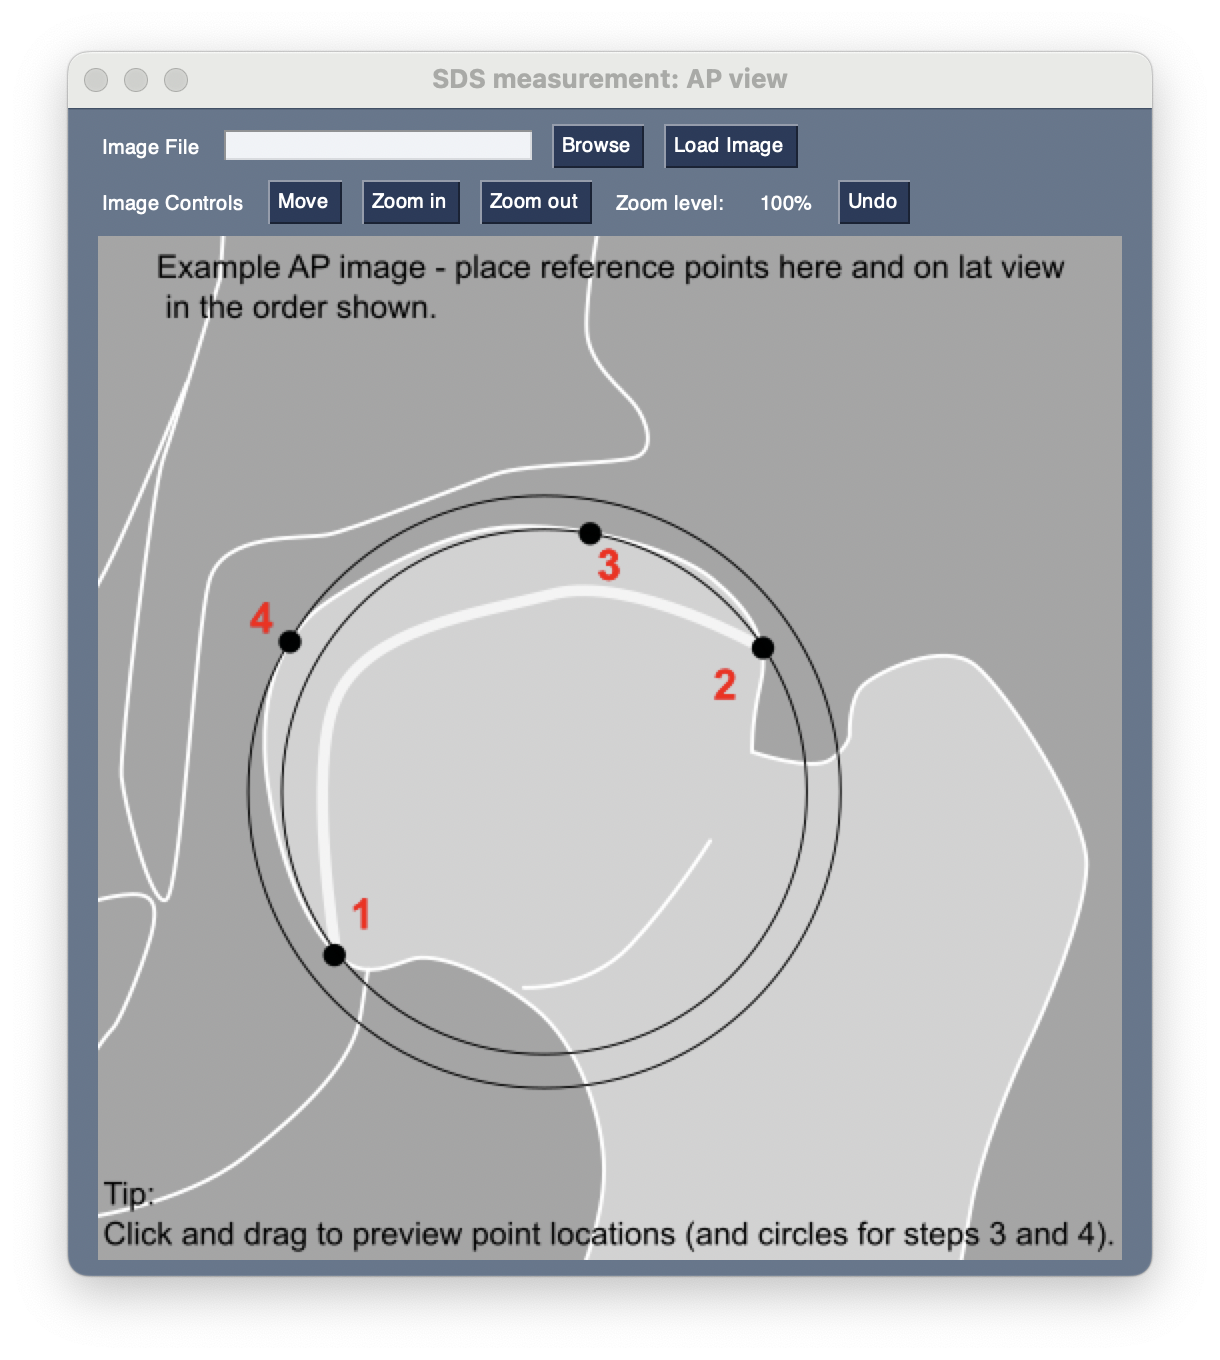 SDS measurement: AP view
Image File Browse Load Image
Image Controls Move Zoom in Zoom out Zoom level: 100% Undo
Example AP image - place reference points here and on lat view
in the order shown.
3
4
2
1
Tip:
Click and drag to preview point locations (and circles for steps 3 and 4).